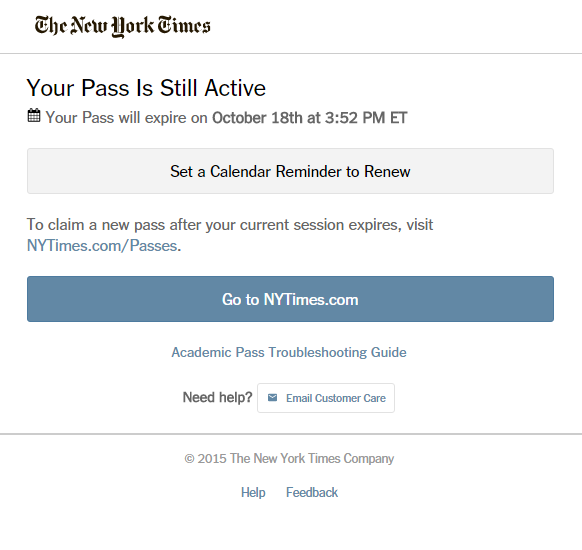 The New York Times
Your Pass Is Still Active
Your Pass will expire on October 18th at 3:52 PM ET
Set a Calendar Reminder to Renew
To claim a new pass after your current session expires, visit
NYTimes.com/Passes.
Go to NYTimes.com
Academic Pass Troubleshooting Guide
Need help? Email Customer Care
© 2015 The New York Times Company
Help Feedback